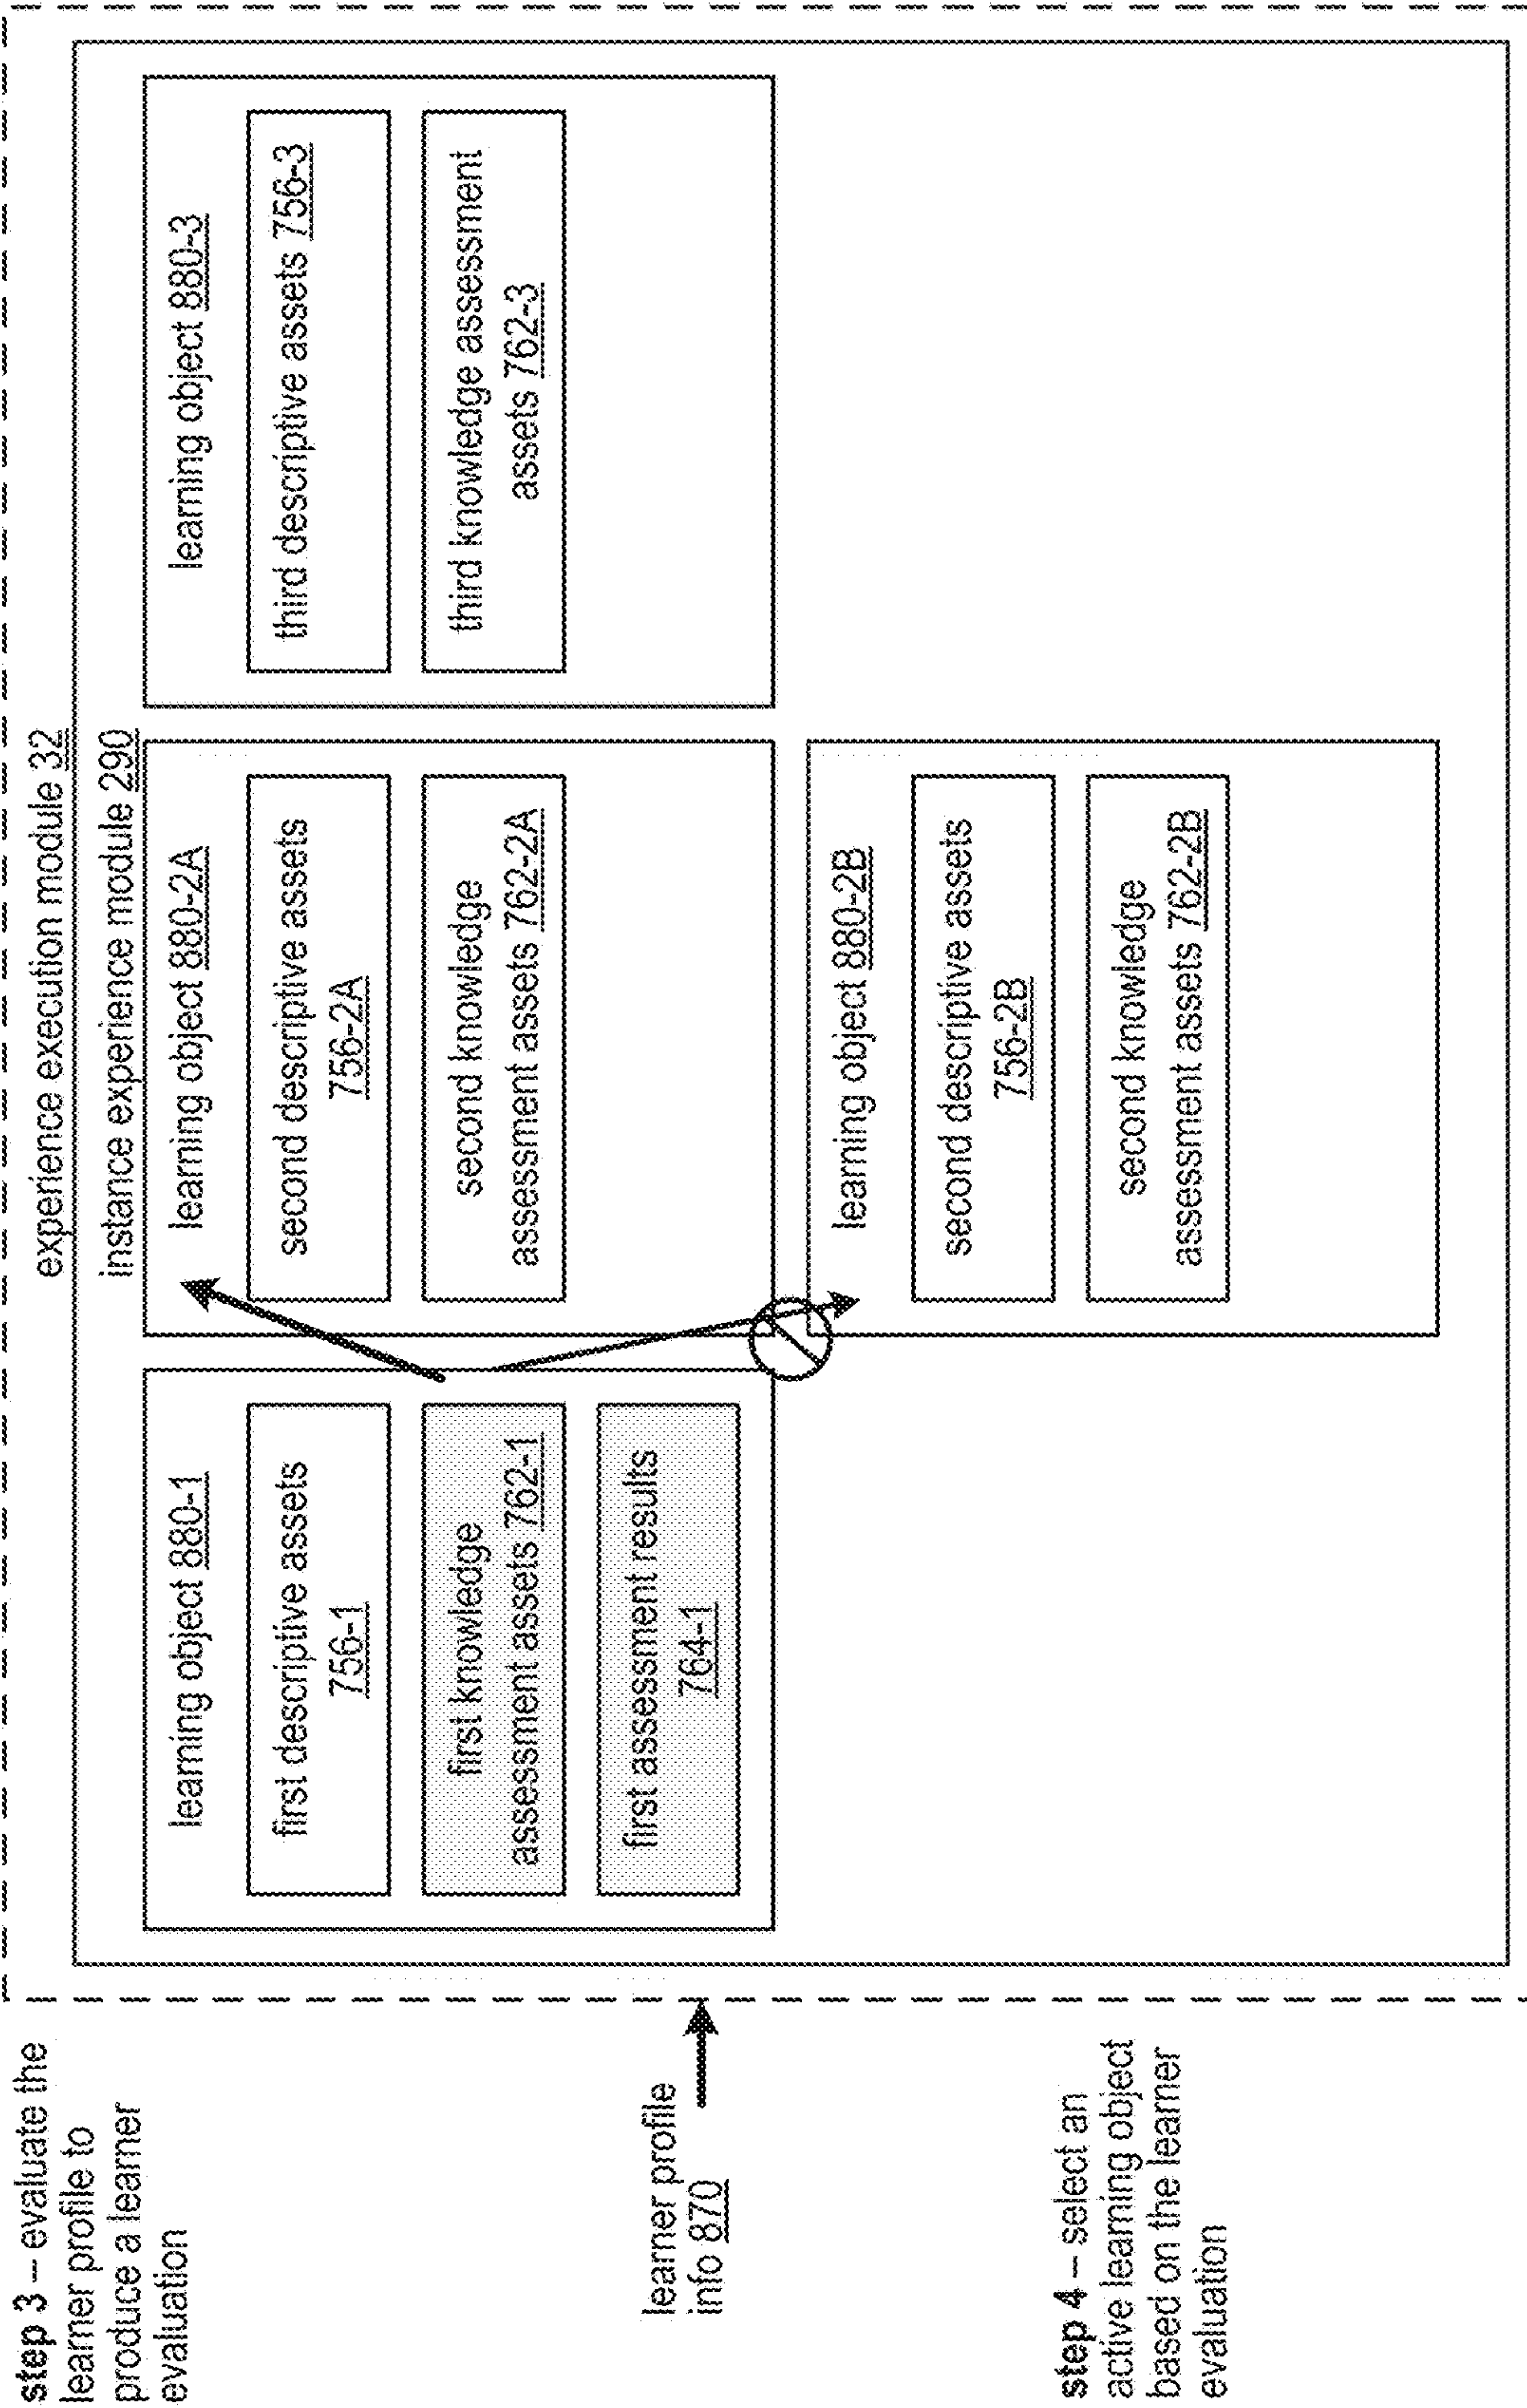 step 3 – evaluate the
learner profile to
produce a learner
evaluation
learner profile
info 870
step 4 – select an
active learning object
based on the learner
evaluation
experience execution module 32
instance experience module 290
learning object 880-1
first descriptive assets
756-1
first knowledge
assessment assets 762-1
first assessment results
764-1
learning object 880-2A
second descriptive assets
756-2A
second knowledge
assessment assets 762-2A
learning object 880-3
third descriptive assets 756-3
third knowledge assessment
assets 762-3
learning object 880-2B
second descriptive assets
756-2B
second knowledge
assessment assets 762-2B